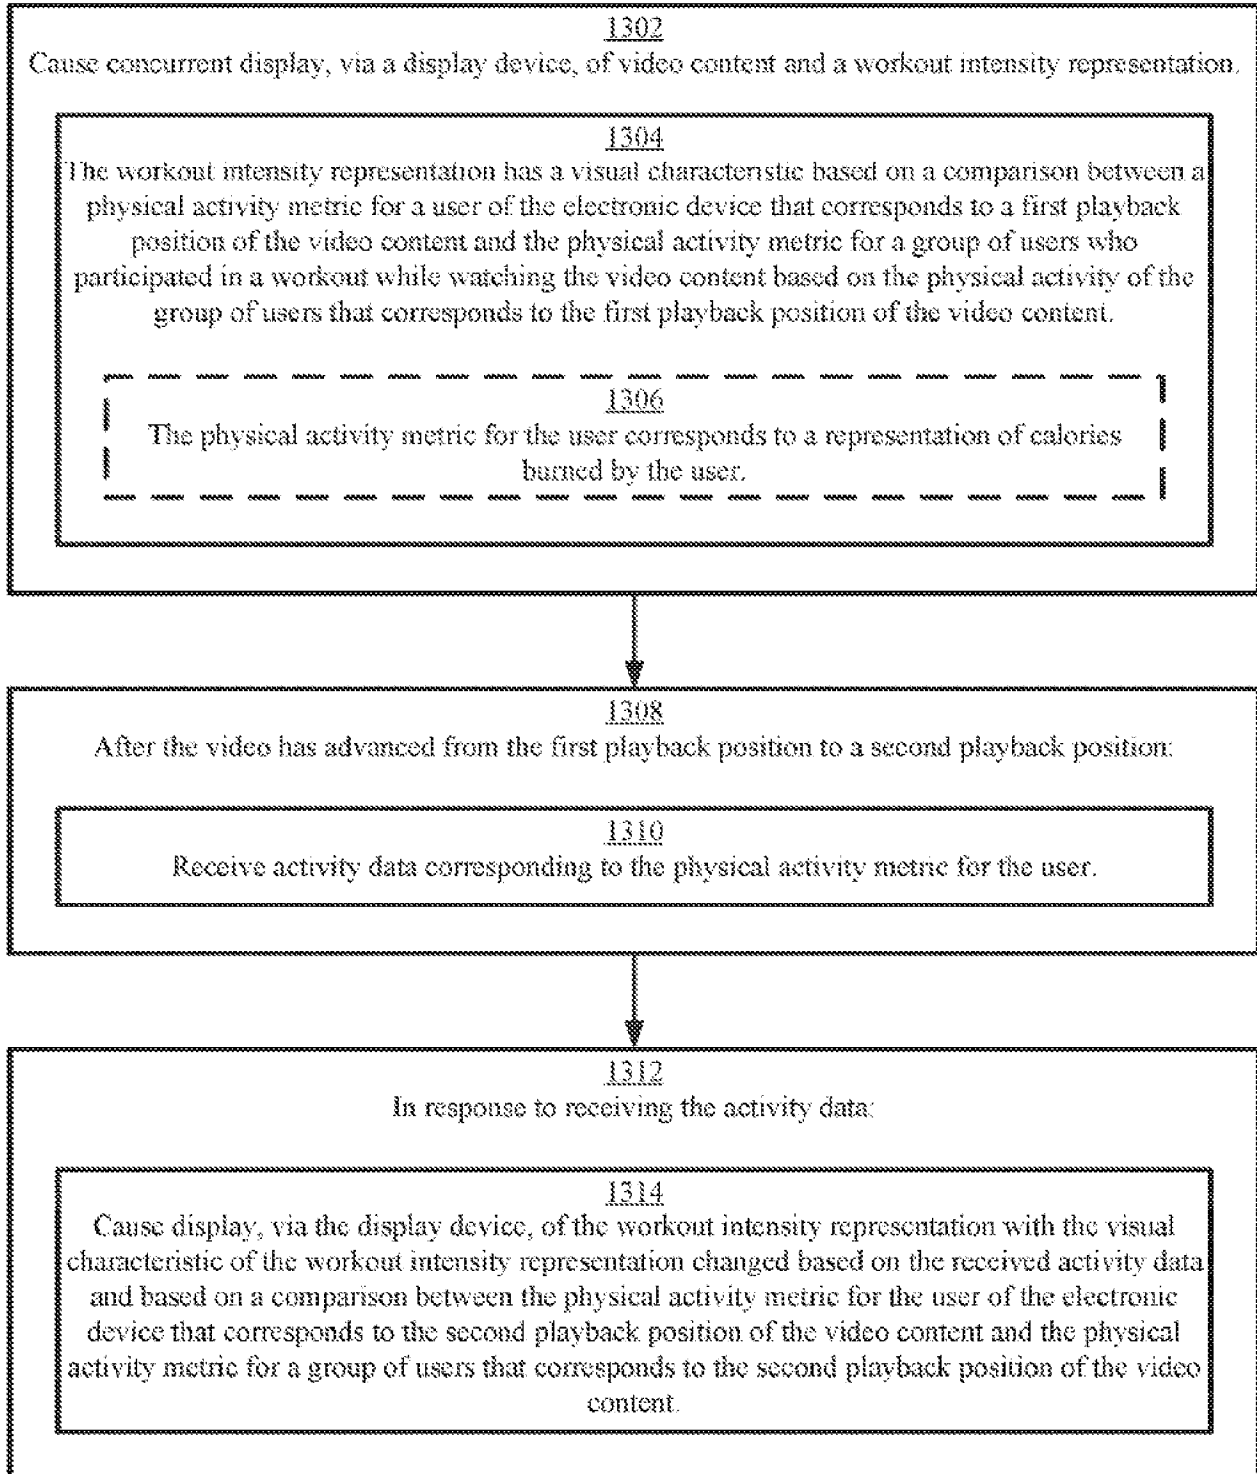 1302
Cause concurrent display, via a display device, of video content and a workout intensity representation.
1304
The workout intensity representation has a visual characteristic based on a comparison between a
physical activity metric for a user of the electronic device that corresponds to a first playback
position of the video content and the physical activity metric for a group of users who
participated in a workout while watching the video content based on the physical activity of the
group of users that corresponds to the first playback position of the video content.
1306
The physical activity metric for the user corresponds to a representation of calories
burned by the user.
1308
After the video has advanced from the first playback position to a second playback position:
1310
Receive activity data corresponding to the physical activity metric for the user.
1312
In response to receiving the activity data:
1314
Cause display, via the display device, of the workout intensity representation with the visual
characteristic of the workout intensity representation changed based on the received activity data
and based on a comparison between the physical activity metric for the user of the electronic
device that corresponds to the second playback position of the video content and the physical
activity metric for a group of users that corresponds to the second playback position of the video
content.